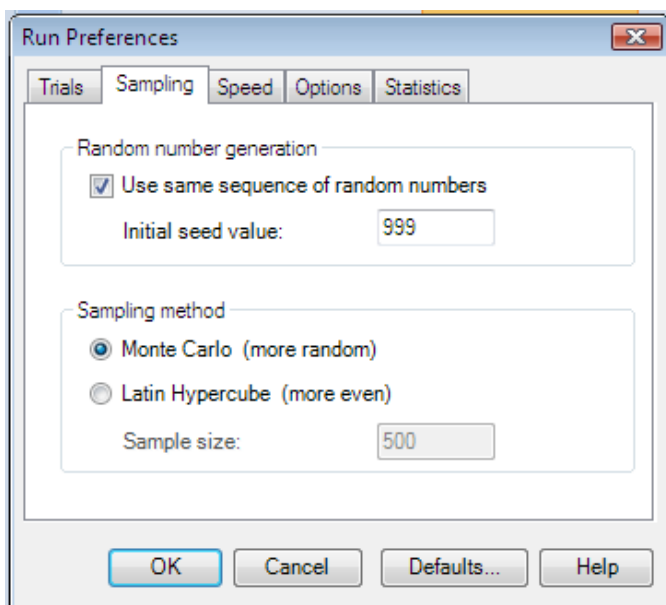 Run Preferences
Trials Sampling Speed Options Statistics
Random number generation
Use same sequence of random numbers
Initial seed value: 999
Sampling method
Monte Carlo (more random)
Latin Hypercube (more even)
Sample size: 500
OK Cancel Defaults... Help